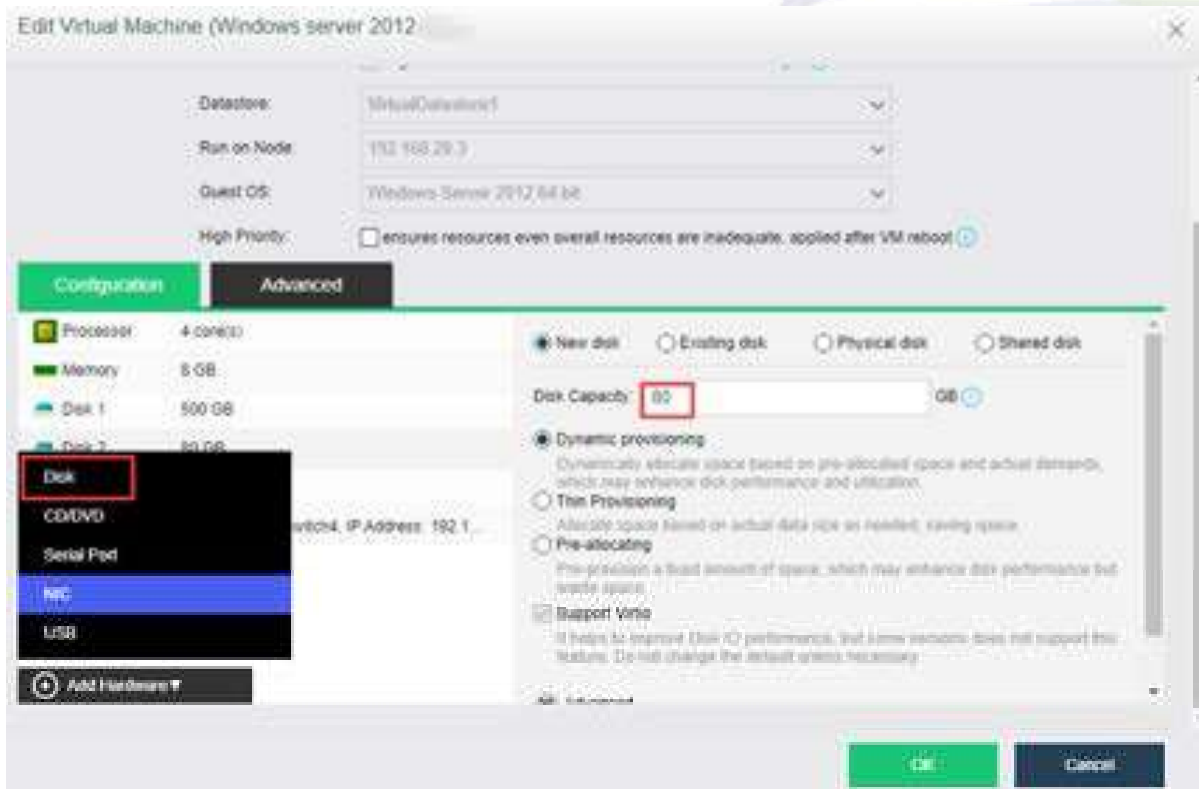 Edit Virtual Machine (Windows server 2012
Datastore: VirtualDatastore1
Run on Node: 192.168.29.3
Guest OS: Windows Server 2012 64 bit
High Priority: ensures resources even overall resources are inadequate, applied after VM reboot
Configuration Advanced
Processor 4 core(s)
Memory 8 GB
Disk 1 500 GB
Disk 2 80 GB
Disk
CD/DVD
Serial Port
NIC
USB
witch4, IP Address: 192.1...
Add Hardware
New disk Existing disk Physical disk Shared disk
Disk Capacity: 80 GB
Dynamic provisioning
Dynamically allocate space based on pre-allocated space and actual demands, which may enhance disk performance and utilization.
Thin Provisioning
Allocate space based on actual data size as needed, saving space.
Pre-allocating
Pre-provision a fixed amount of space, which may enhance disk performance but waste space.
Support Virtio
It helps to improve Disk IO performance, but some versions does not support this feature. Do not change the default unless necessary.
Advanced
OK Cancel